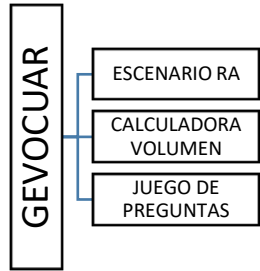 GEVOCUAR
ESCENARIO RA
CALCULADORA
VOLUMEN
JUEGO DE
PREGUNTAS